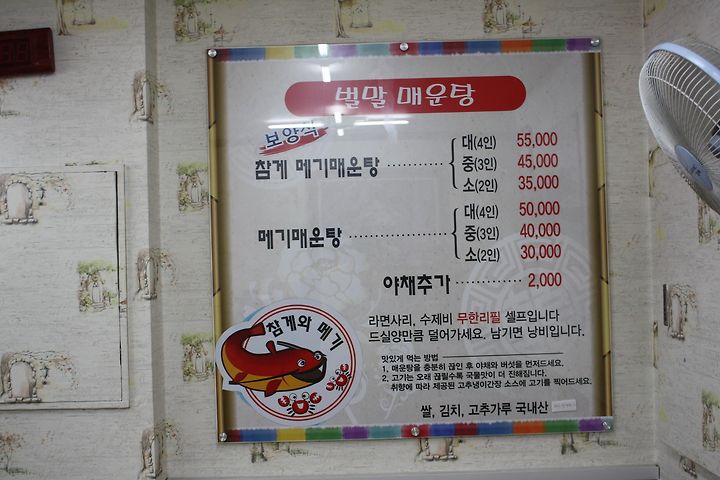 벌말 매운탕
보양식
참게 메기매운탕 ………… 대(4인) 55,000
중(3인) 45,000
소(2인) 35,000
메기매운탕 ………………… 대(4인) 50,000
중(3인) 40,000
소(2인) 30,000
야채추가 ………… 2,000
라면사리, 수제비 무한리필 셀프입니다
드실양만큼 덜어가세요. 남기면 낭비입니다.
참게와 메기
맛있게 먹는 방법
1, 매운탕을 충분히 끊인 후 야채와 버섯을 먼저드세요.
2, 고기는 오래 끊릴수록 국물맛이 더 진해집니다.
취향에 따라 제공된 고추냉이간장 소스에 고기를 찍어드세요.
쌀, 김치, 고추가루 국내산